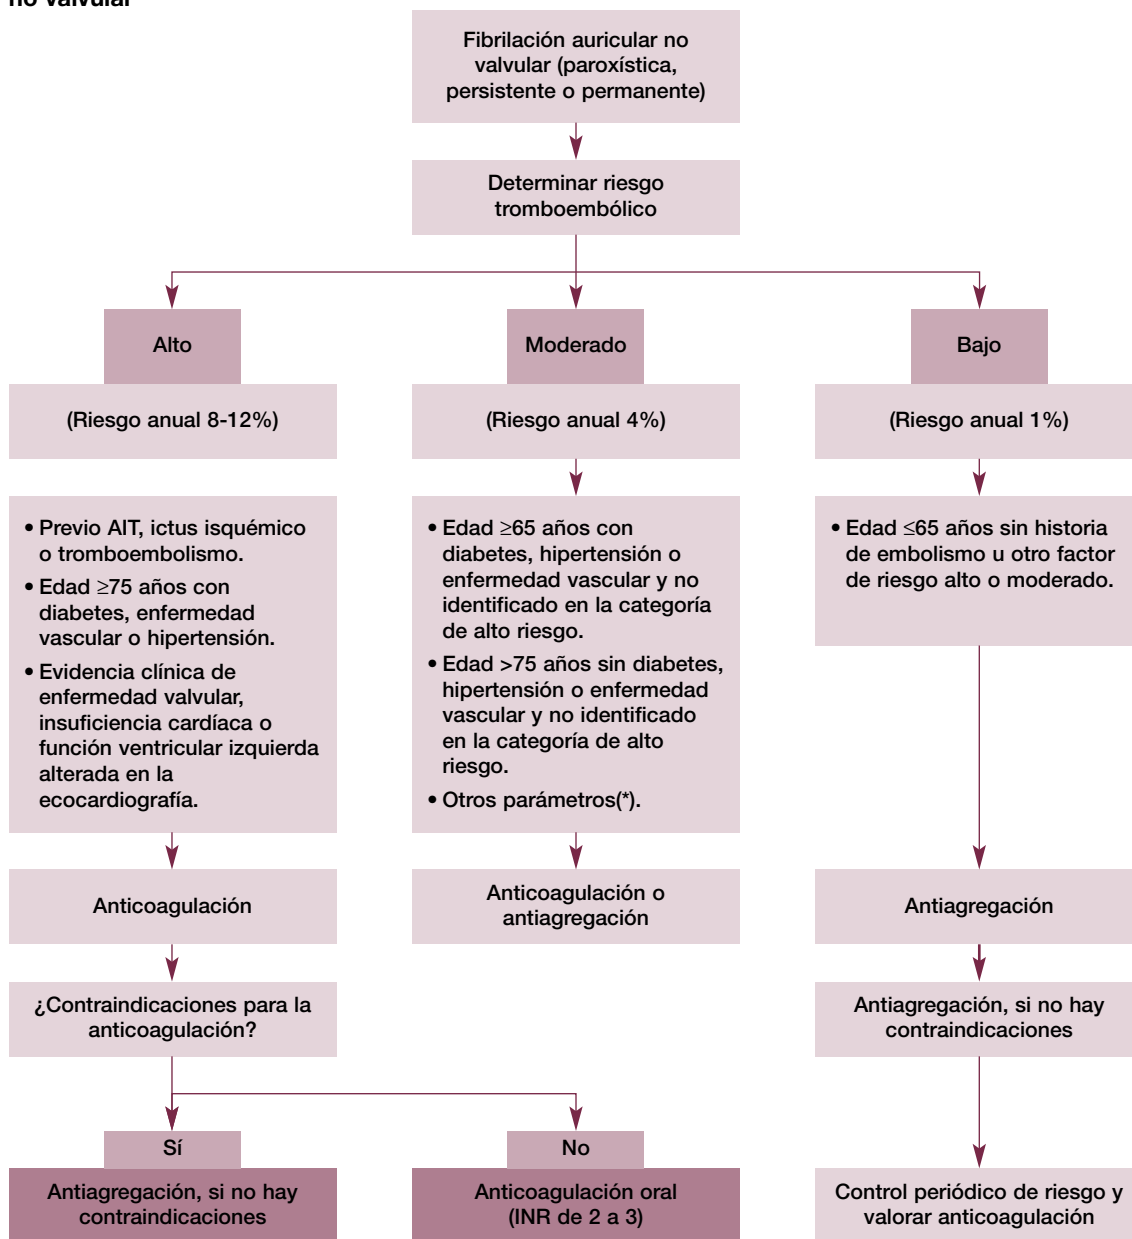 no valvular
Fibrilación auricular no
valvular (paroxística,
persistente o permanente)
Determinar riesgo
tromboembólico
Alto
(Riesgo anual 8-12%)
• Previo AIT, ictus isquémico
o tromboembolismo.
• Edad ≥75 años con
diabetes, enfermedad
vascular o hipertensión.
• Evidencia clínica de
enfermedad valvular,
insuficiencia cardíaca o
función ventricular izquierda
alterada en la
ecocardiografía.
Anticoagulación
¿Contraindicaciones para la
anticoagulación?
Sí
Antiagregación, si no hay
contraindicaciones
Moderado
(Riesgo anual 4%)
• Edad ≥65 años con
diabetes, hipertensión o
enfermedad vascular y no
identificado en la categoría
de alto riesgo.
• Edad >75 años sin diabetes,
hipertensión o enfermedad
vascular y no identificado
en la categoría de alto
riesgo.
• Otros parámetros(*).
Anticoagulación o
antiagregación
No
Anticoagulación oral
(INR de 2 a 3)
Bajo
(Riesgo anual 1%)
• Edad ≤65 años sin historia
de embolismo u otro factor
de riesgo alto o moderado.
Antiagregación
Antiagregación, si no hay
contraindicaciones
Control periódico de riesgo y
valorar anticoagulación